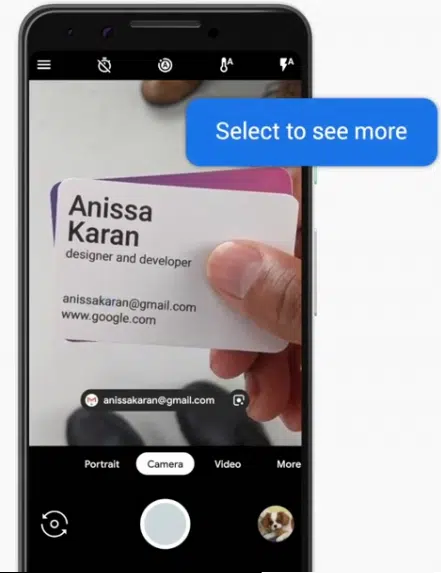 A
A
Select to see more
Anissa
Karan
designer and developer
anissakaran@gmail.com
www.google.com
anissakaran@gmail.com
Portrait
Camera
Video
More